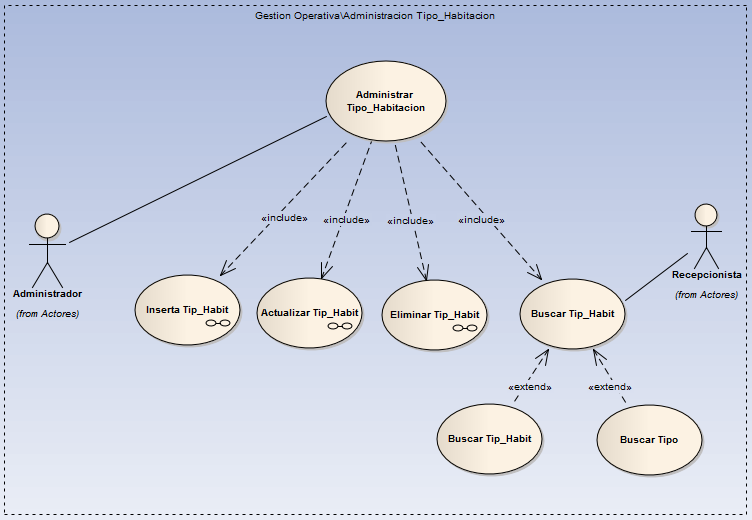 Gestion Operativa\Administracion Tipo_Habitacion
Administrar
Tipo_Habitacion
«include»
«include»
«include»
«include»
Administrador
(from Actores)
Recepcionista
(from Actores)
Inserta Tip_Habit
Actualizar Tip_Habit
Eliminar Tip_Habit
Buscar Tip_Habit
«extend»
«extend»
Buscar Tip_Habit
Buscar Tipo